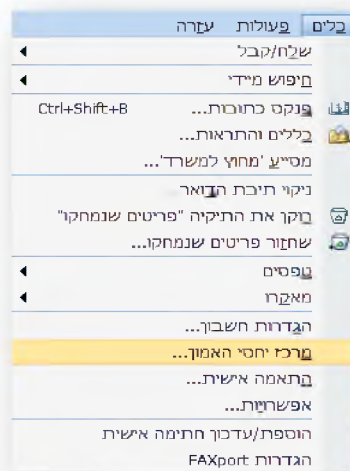 כלים פעולות עזרה
שלח/קבל
חיפוש מיידי
פנקס כתובות... Ctrl+Shift+B
כללים והתראות...
מסייע 'מחוץ למשרד'...
ניקוי תיבת הדואר
רוקן את התיקיה "פריטים שנמחקו"
שחזור פריטים שנמחקו...
טפסים
מאקרו
הגדרות חשבון...
מרכז יחסי האמון...
התאמה אישית...
אפשרויות...
הוספת/עדכון חתימה אישית
הגדרות FAXport